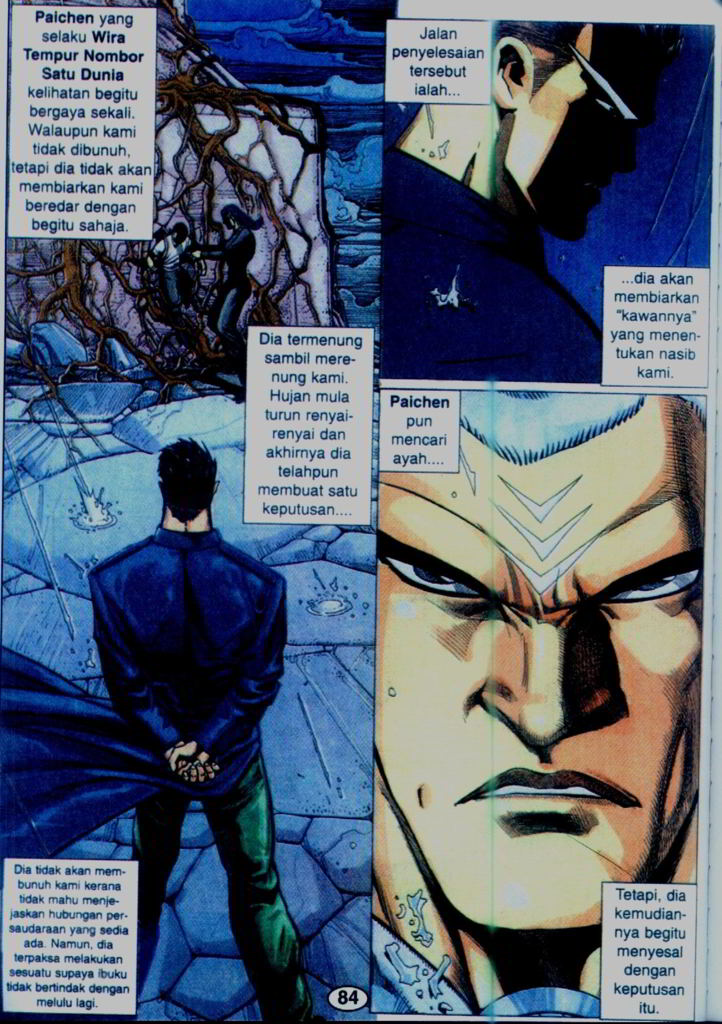 Paichen yang
selaku Wira
Tempur Nombor
Satu Dunia
kelihatan begitu
bergaya sekali.
Walaupun kami
tidak dibunuh,
tetapi dia tidak akan
membiarkan kami
beredar dengan
begitu sahaja.
Dia termenung
sambil mere-
nung kami.
Hujan mula
turun renyai-
renyai dan
akhirnya dia
telahpun
membuat satu
keputusan....
Dia tidak akan mem-
bunuh kami kerana
tidak mahu menje-
jaskan hubungan per-
saudaraan yang sedia
ada. Namun, dia
terpaksa melakukan
sesuatu supaya ibuku
tidak bertindak dengan
melulu lagi.
Jalan
penyelesaian
tersebut
ialah...
...dia akan
membiarkan
"kawannya"
yang menen-
tukan nasib
kami.
Paichen
pun
mencari
ayah....
Tetapi, dia
kemudian-
nya begitu
menyesal
dengan
keputusan
itu.
84